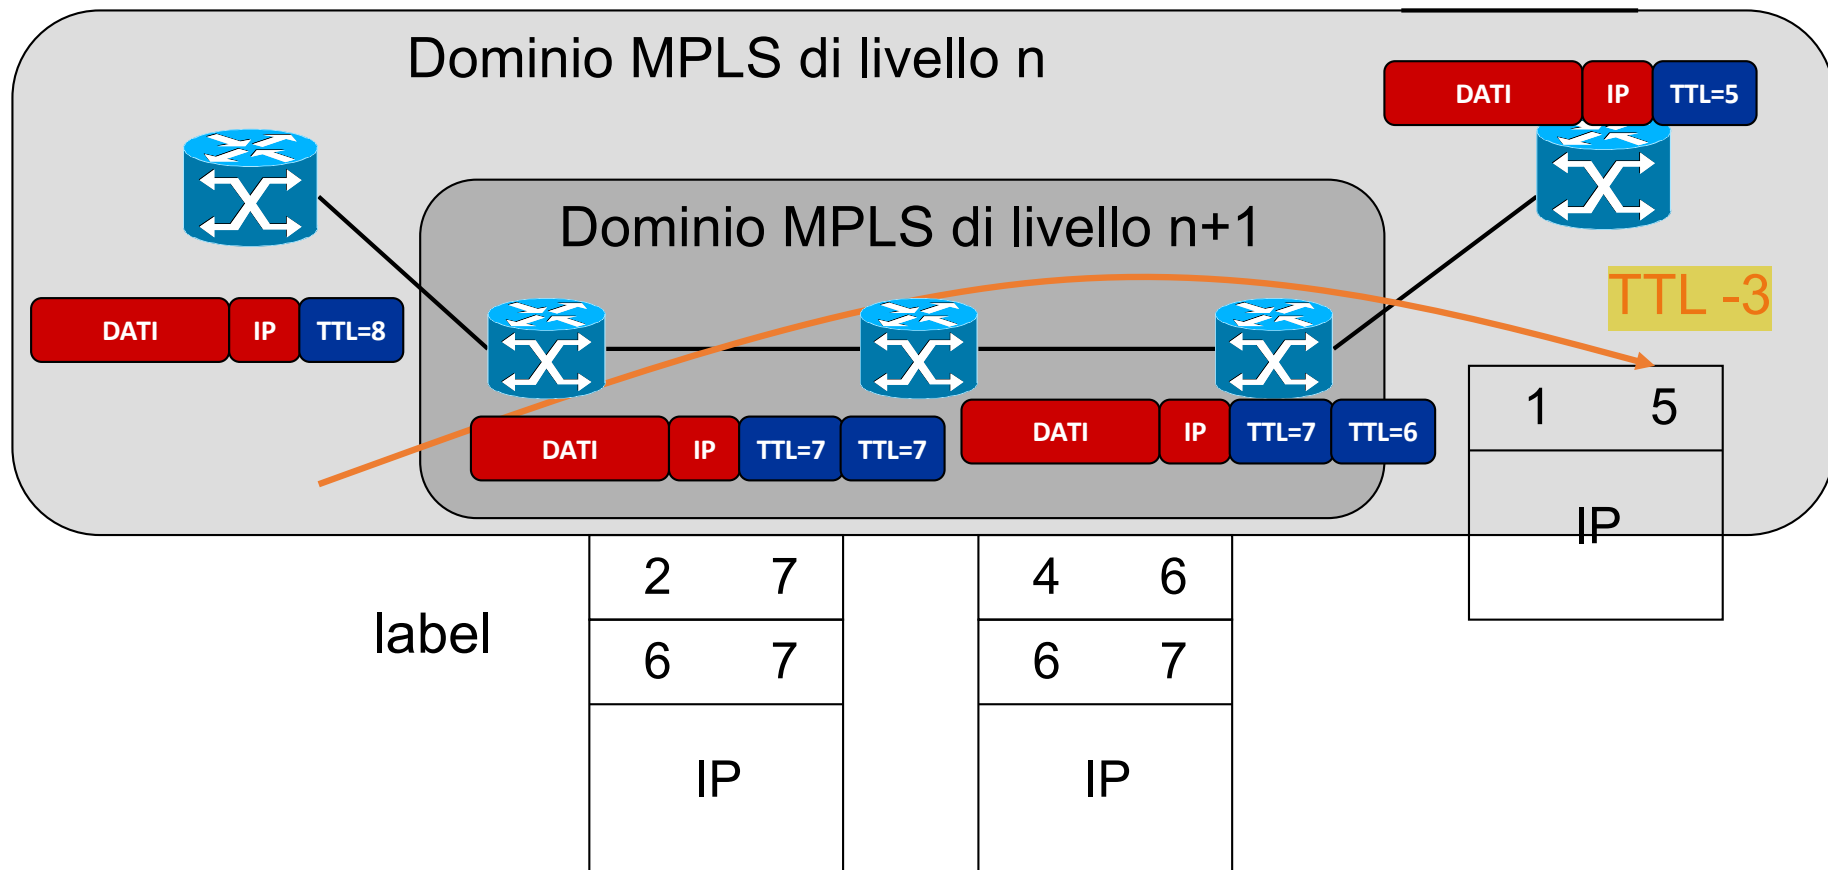 Dominio MPLS di livello n
DATI IP TTL=5
Dominio MPLS di livello n+1
TTL -3
DATI IP TTL=8
1 5
DATI IP TTL=7 TTL=7
DATI IP TTL=7 TTL=6
IP
label
2 7
6 7
IP
4 6
6 7
IP